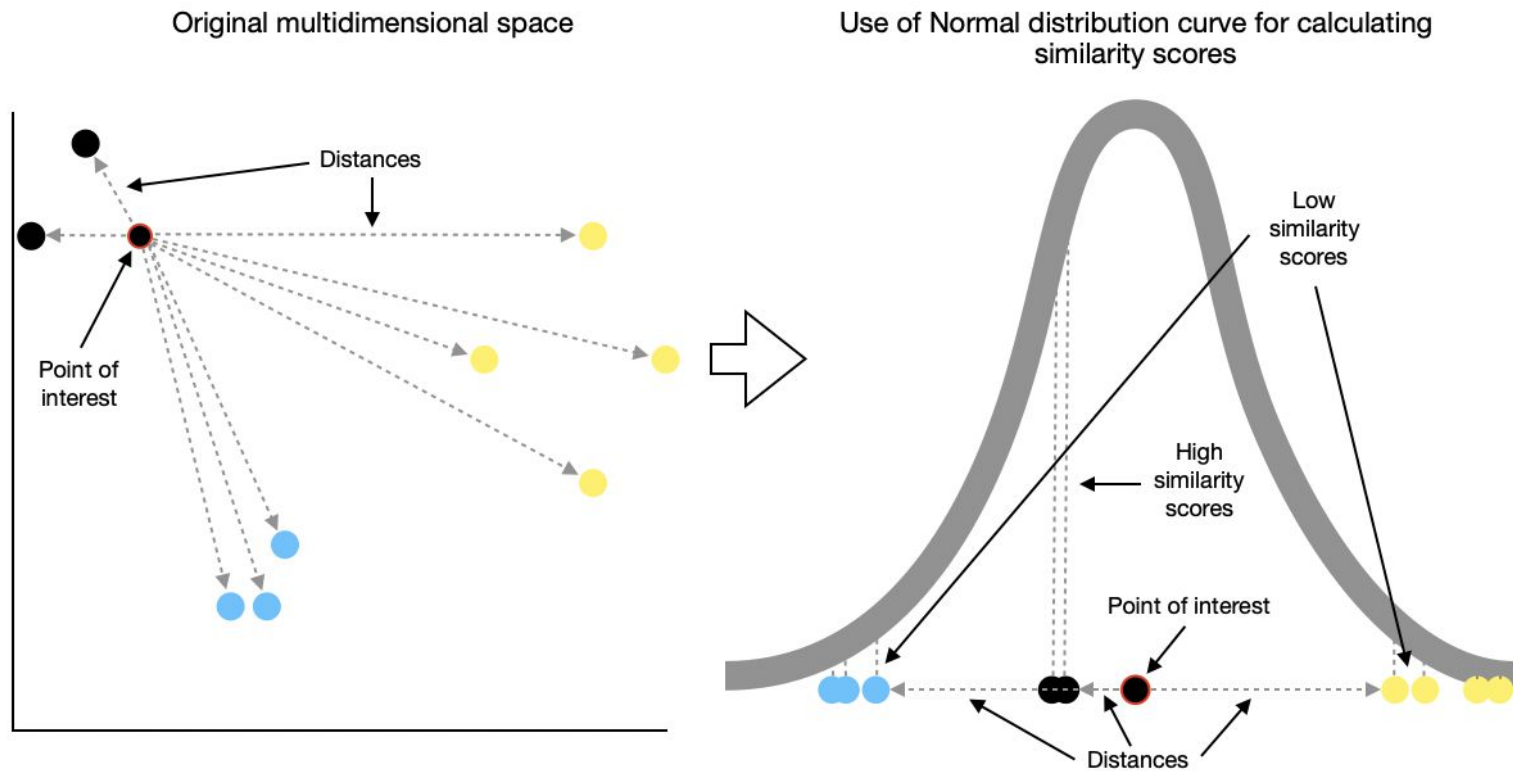 Original multidimensional space
Distances
Point of
interest
Use of Normal distribution curve for calculating
similarity scores
Low
similarity
scores
High
similarity
scores
Point of interest
Distances